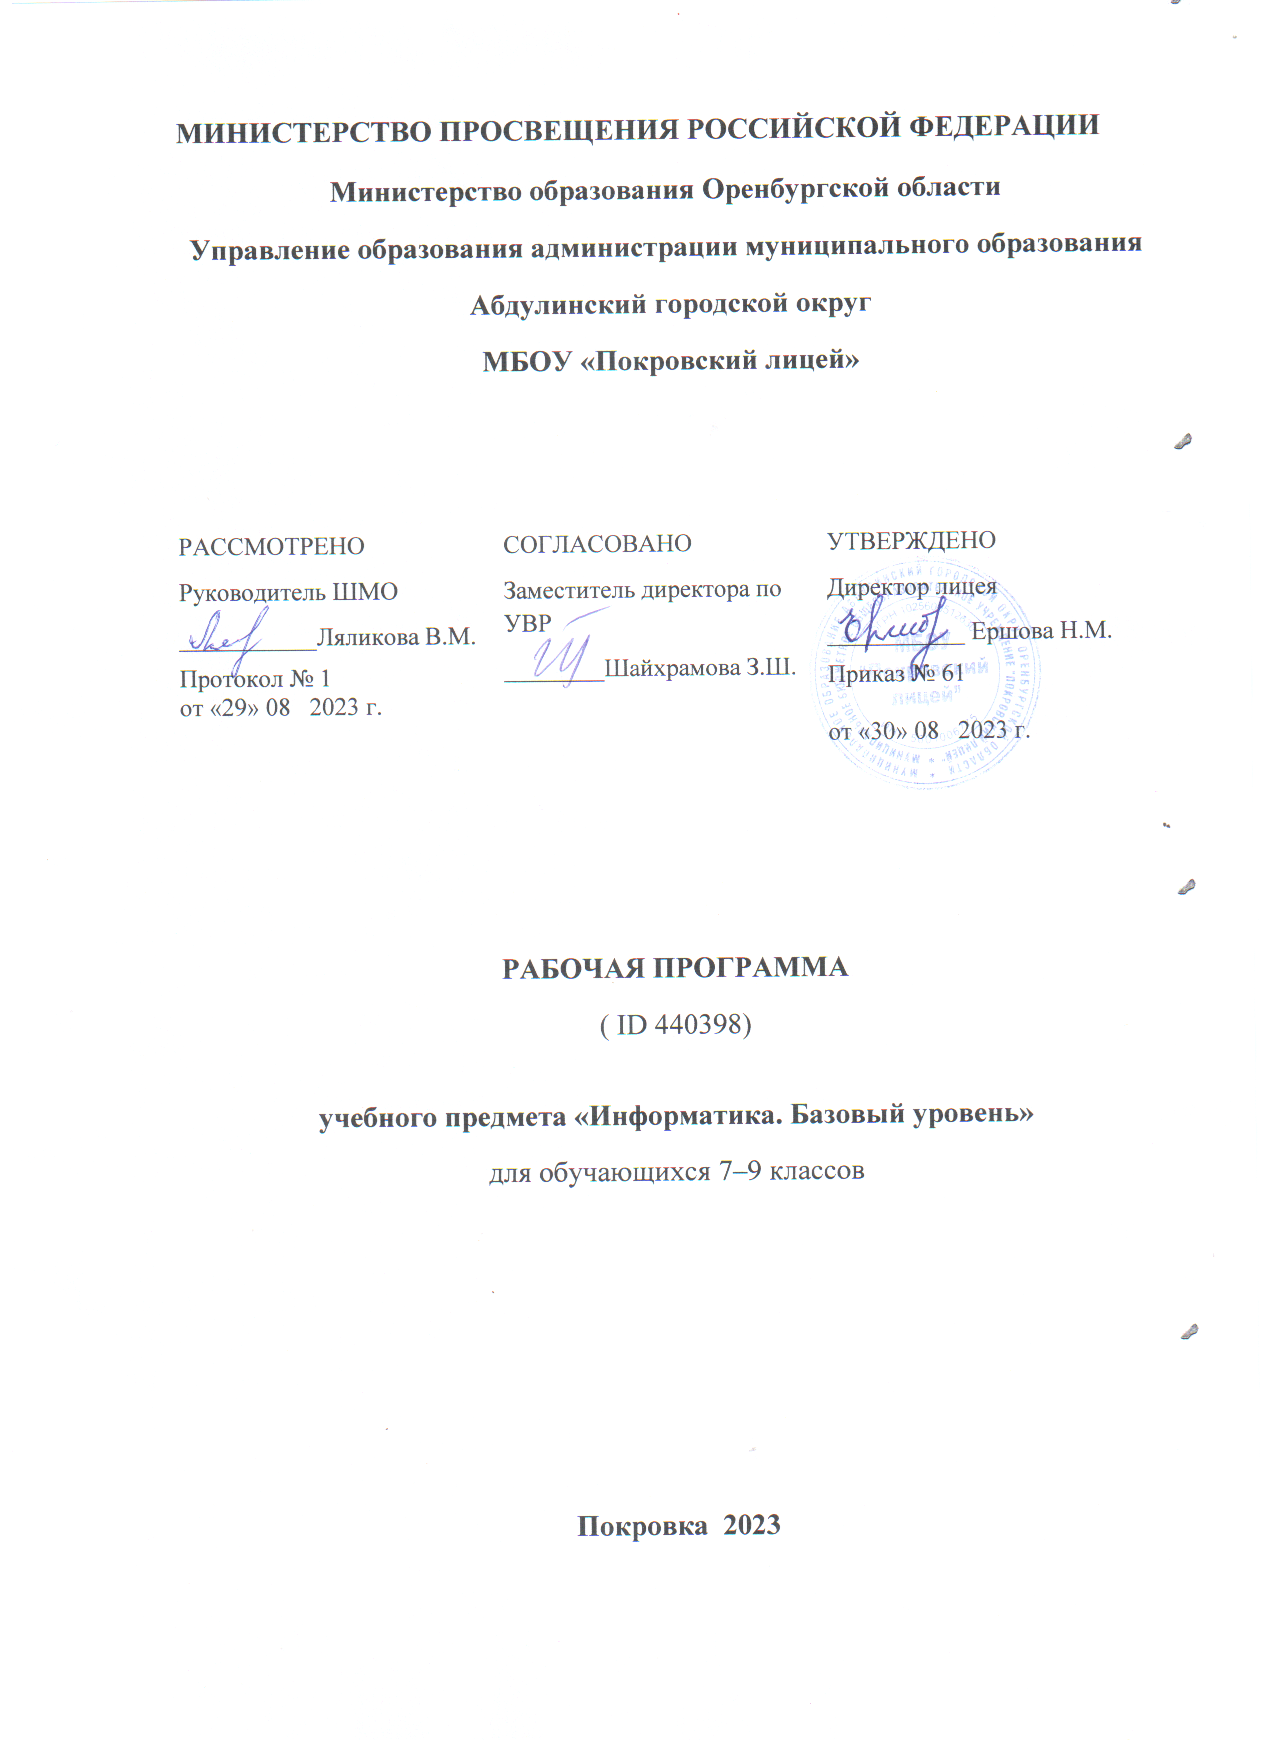 МИНИСТЕРСТВО ПРОСВЕЩЕНИЯ РОССИЙСКОЙ ФЕДЕРАЦИИ
Министерство образования Оренбургской области
Управление образования администрации муниципального образования
Абдулинский городской округ
МБОУ «Покровский лицей»
РАССМОТРЕНО
Руководитель ШМО
Ляликова В.М.
Протокол № 1
от «29» 08 2023 г.
СОГЛАСОВАНО
Заместитель директора по
УВР
Шайхрамова З.Ш.
УТВЕРЖДЕНО
Директор лицея
Ершова Н.М.
Приказ № 61
от «30» 08 2023 г.
РАБОЧАЯ ПРОГРАММА
( ID 440398)
учебного предмета «Информатика. Базовый уровень»
для обучающихся 7–9 классов
Покровка 2023